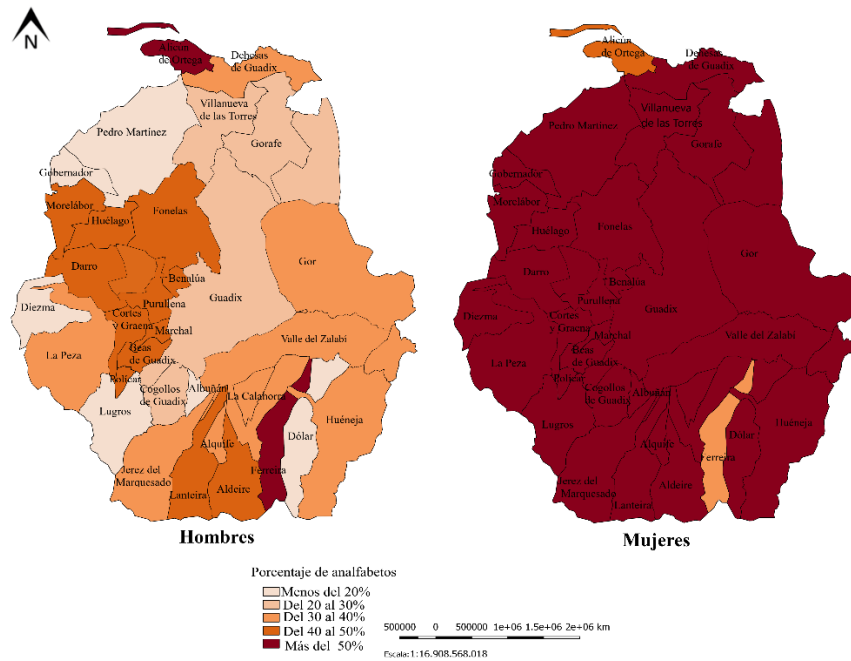 N
Alicún
de Ortega
Dehesas
de Guadix
Villanueva
de las Torres
Pedro Martínez
Gorafe
Gobernador
Morelábor
Huélago
Fonelas
Darro
Gor
Benalúa
Diezma
Purullena
Guadix
Cortes
y Graena
Marchal
Beas
de Guadix
Valle del Zalabí
La Peza
Policar
Cogollos
de Guadix
Albuñán
La Calahorra
Lugros
Huéneja
Dólar
Alquife
Jerez del
Marquesado
Ferreira
Lanteira
Aldeire
Hombres
Alicún
de Ortega
Dehesas
de Guadix
Villanueva
de las Torres
Pedro Martínez
Gorafe
Gobernador
Morelábor
Huélago
Fonelas
Darro
Gor
Benalúa
Diezma
Purullena
Guadix
Cortes
y Graena
Marchal
Beas
de Guadix
Valle del Zalabí
La Peza
Policar
Cogollos
de Guadix
Albuñán
Lugros
Huéneja
Dólar
Alquife
Ferreira
Jerez del
Marquesado
Lanteira
Aldeire
Mujeres
Porcentaje de analfabetos
Menos del 20%
Del 20 al 30%
Del 30 al 40%
Del 40 al 50%
Más del 50%
500000 0 500000 1e+06 1.5e+06 2e+06 km
Escala:1:16.908.568.018